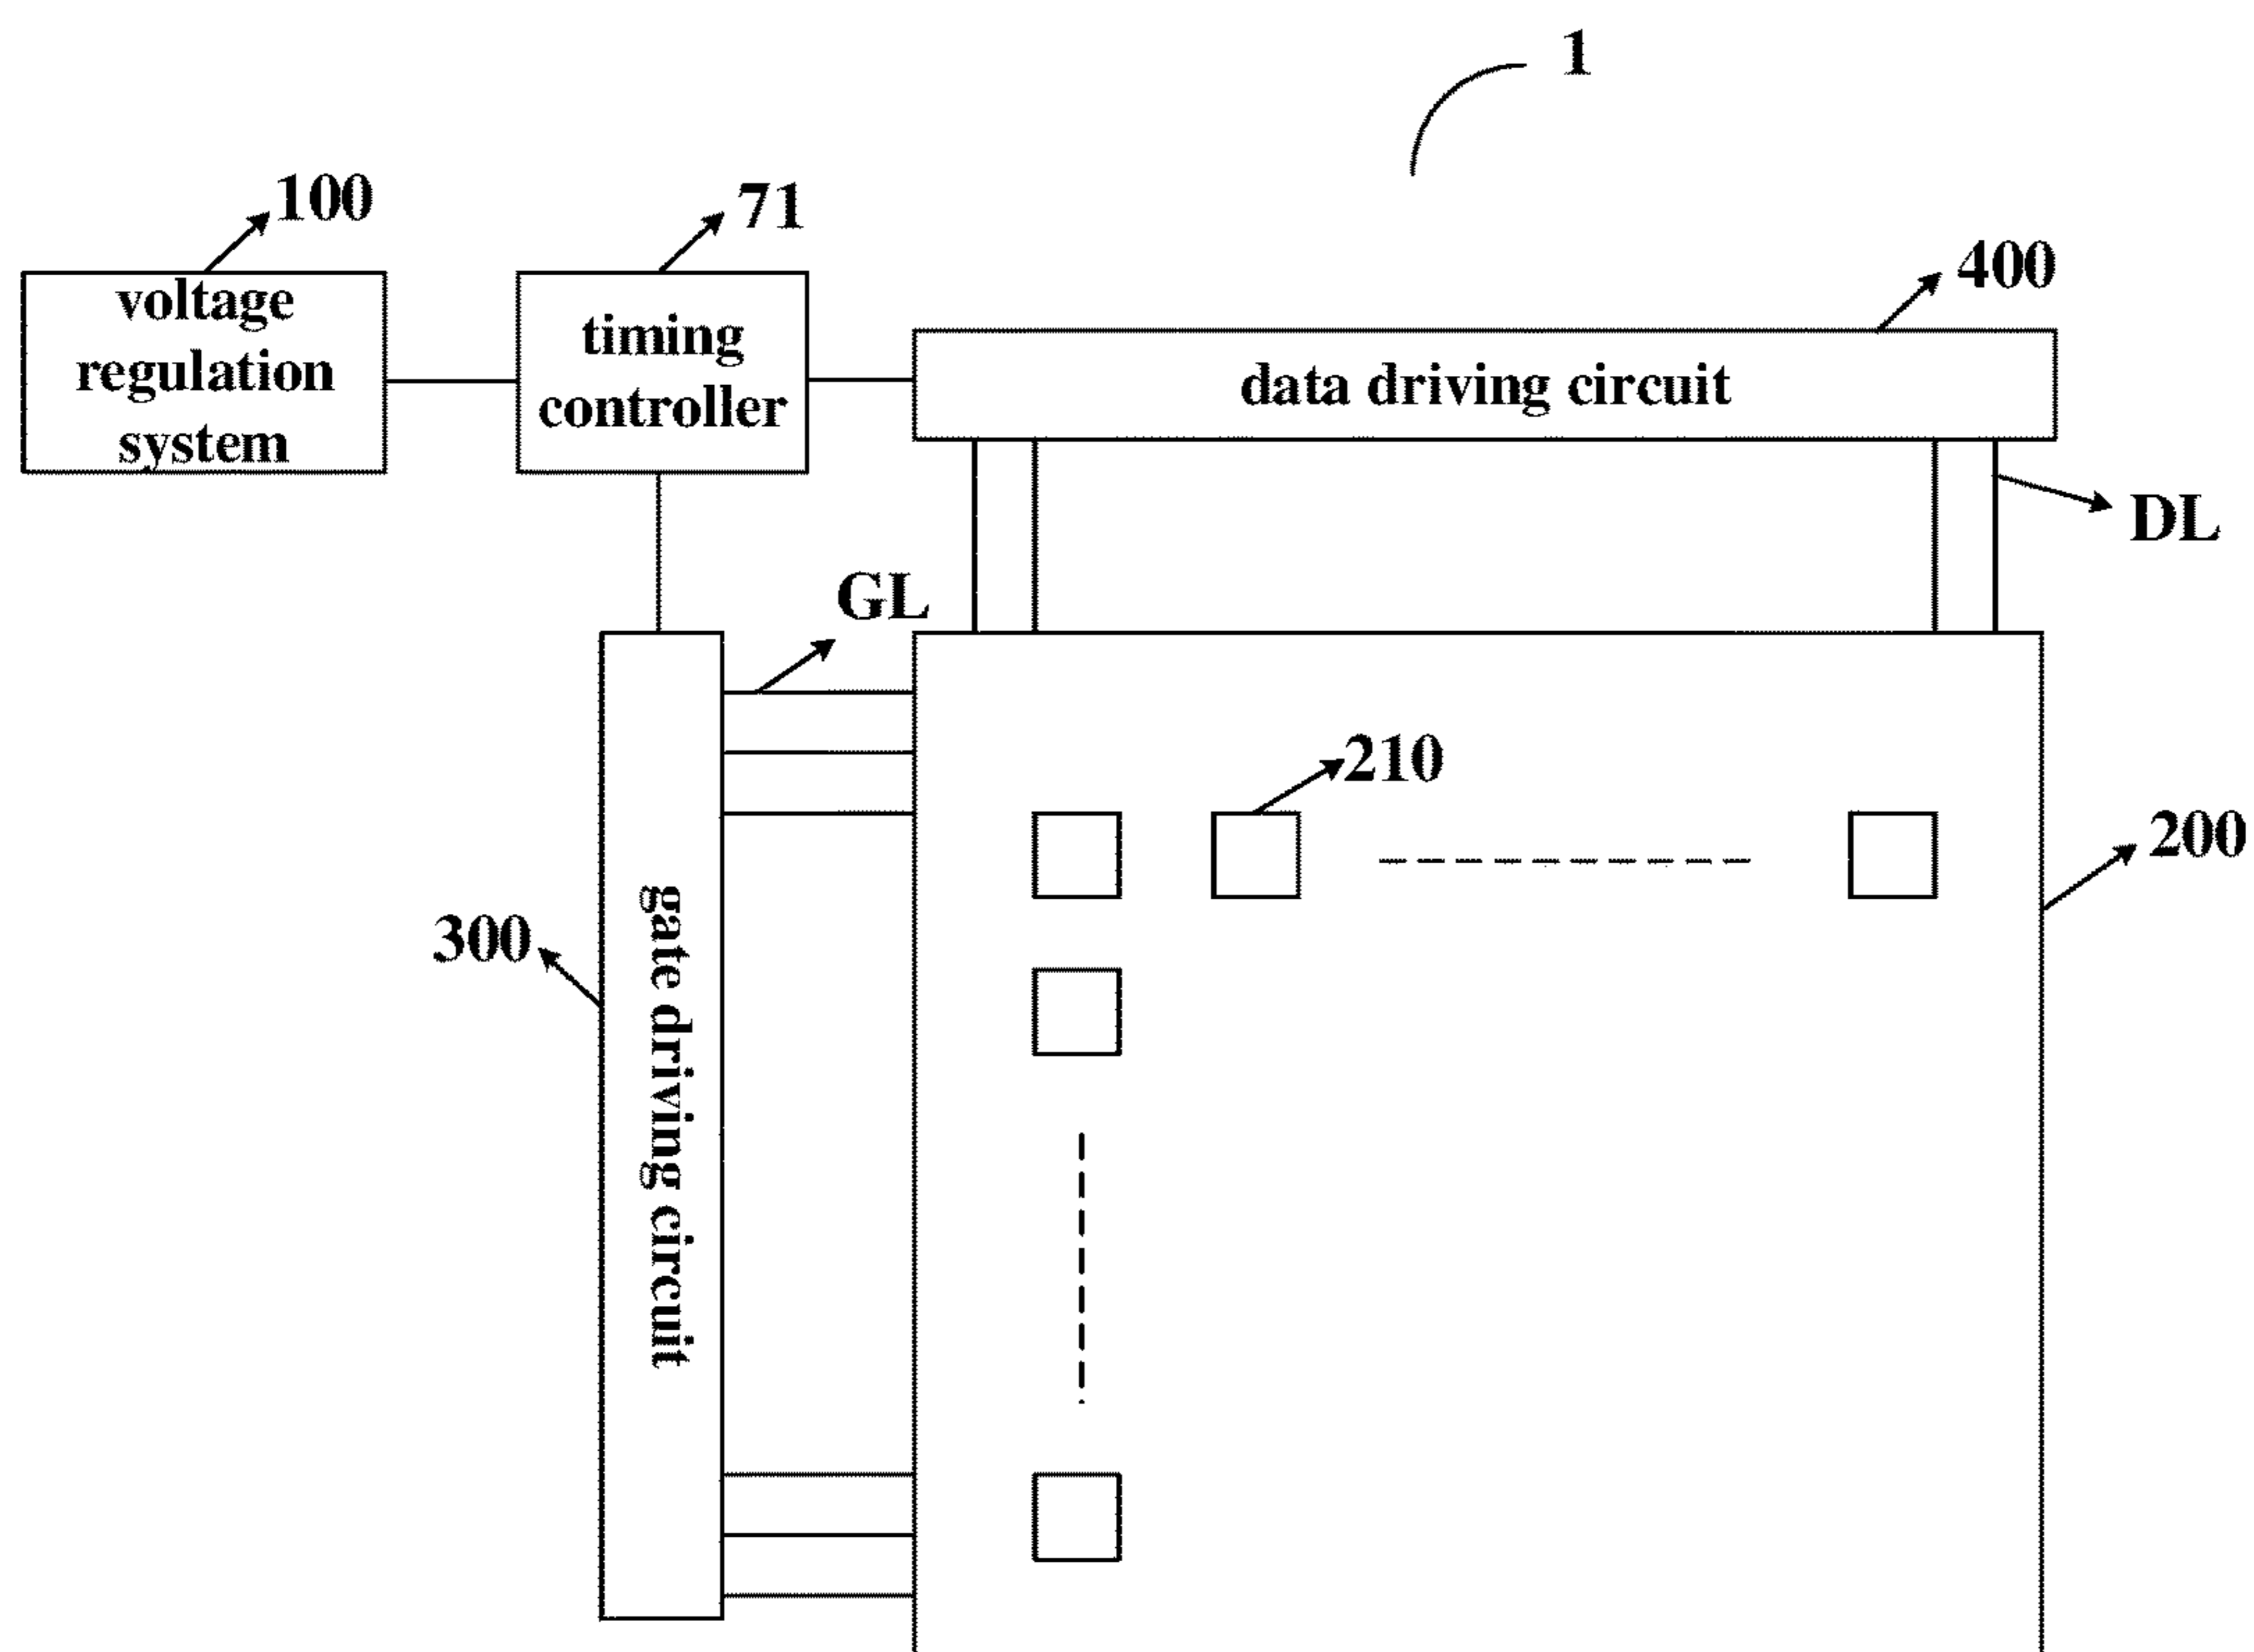 1
100
71
400
voltage
regulation
system
timing
controller
data driving circuit
DL
GL
210
200
300
gate driving circuit